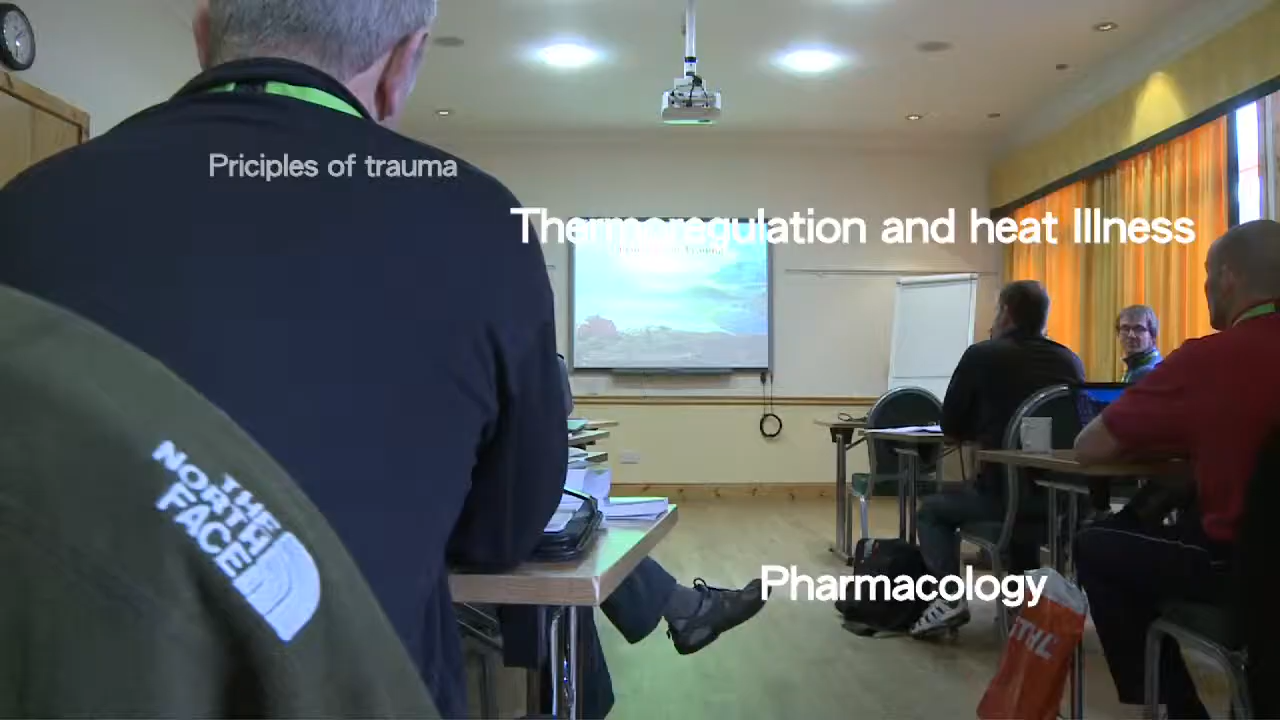 Priciples of trauma
Thermoregulation and heat Illness
THE
NORTH
FACE
Pharmacology